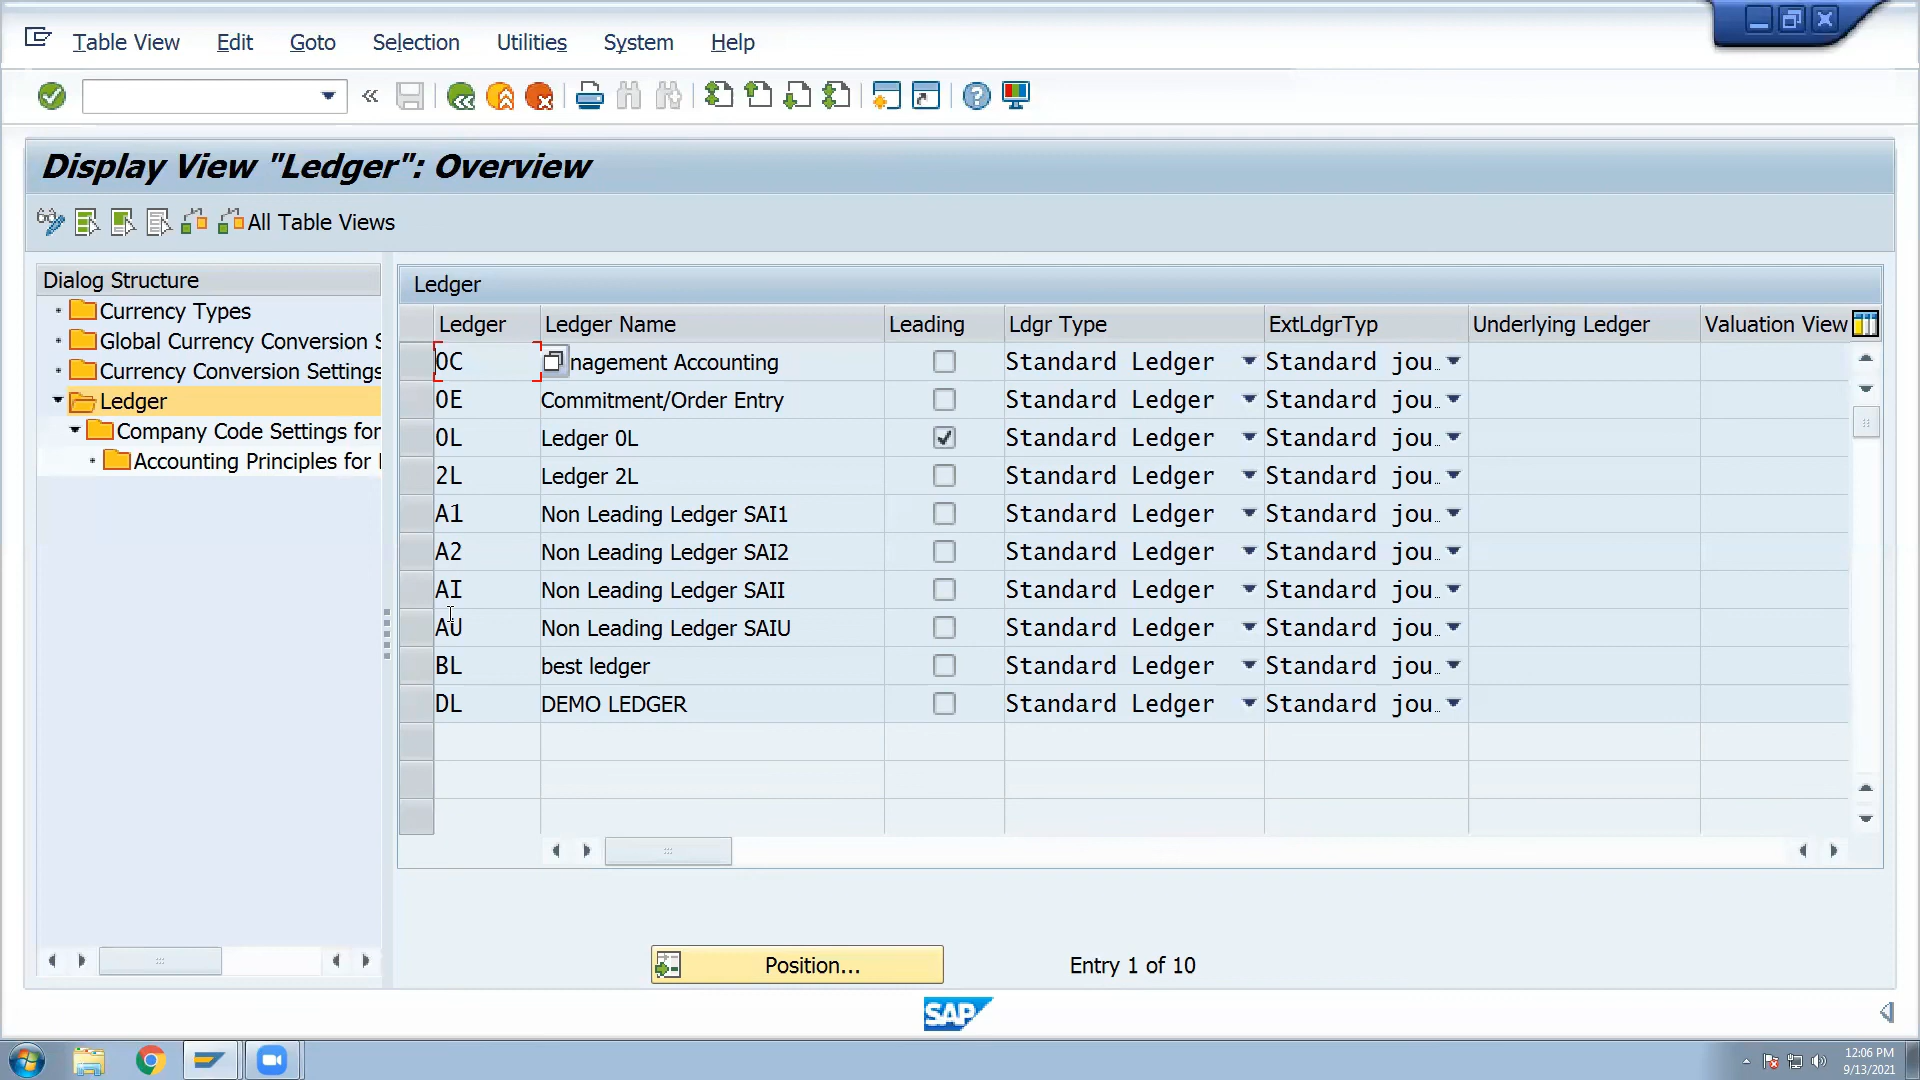 Table View Edit Goto Selection Utilities System Help
Display View "Ledger": Overview
All Table Views
Dialog Structure
Currency Types
Global Currency Conversion S
Currency Conversion Settings
Ledger
Company Code Settings for
Accounting Principles for
Ledger
Ledger Ledger Name Leading Ldgr Type ExtLdgrTyp Underlying Ledger Valuation View
0C nagement Accounting Standard Ledger Standard jou…
0E Commitment/Order Entry Standard Ledger Standard jou…
0L Ledger 0L Standard Ledger Standard jou…
2L Ledger 2L Standard Ledger Standard jou…
A1 Non Leading Ledger SAI1 Standard Ledger Standard jou…
A2 Non Leading Ledger SAI2 Standard Ledger Standard jou…
AI Non Leading Ledger SAII Standard Ledger Standard jou…
AU Non Leading Ledger SAIU Standard Ledger Standard jou…
BL best ledger Standard Ledger Standard jou…
DL DEMO LEDGER Standard Ledger Standard jou…
Position... Entry 1 of 10
SAP
12:06 PM
9/13/2021